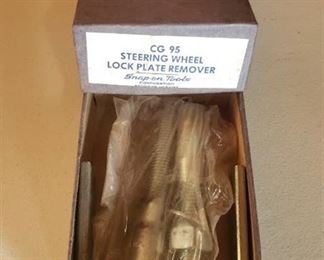 CG 95
STEERING WHEEL
LOCK PLATE REMOVER
Snap-on Tools